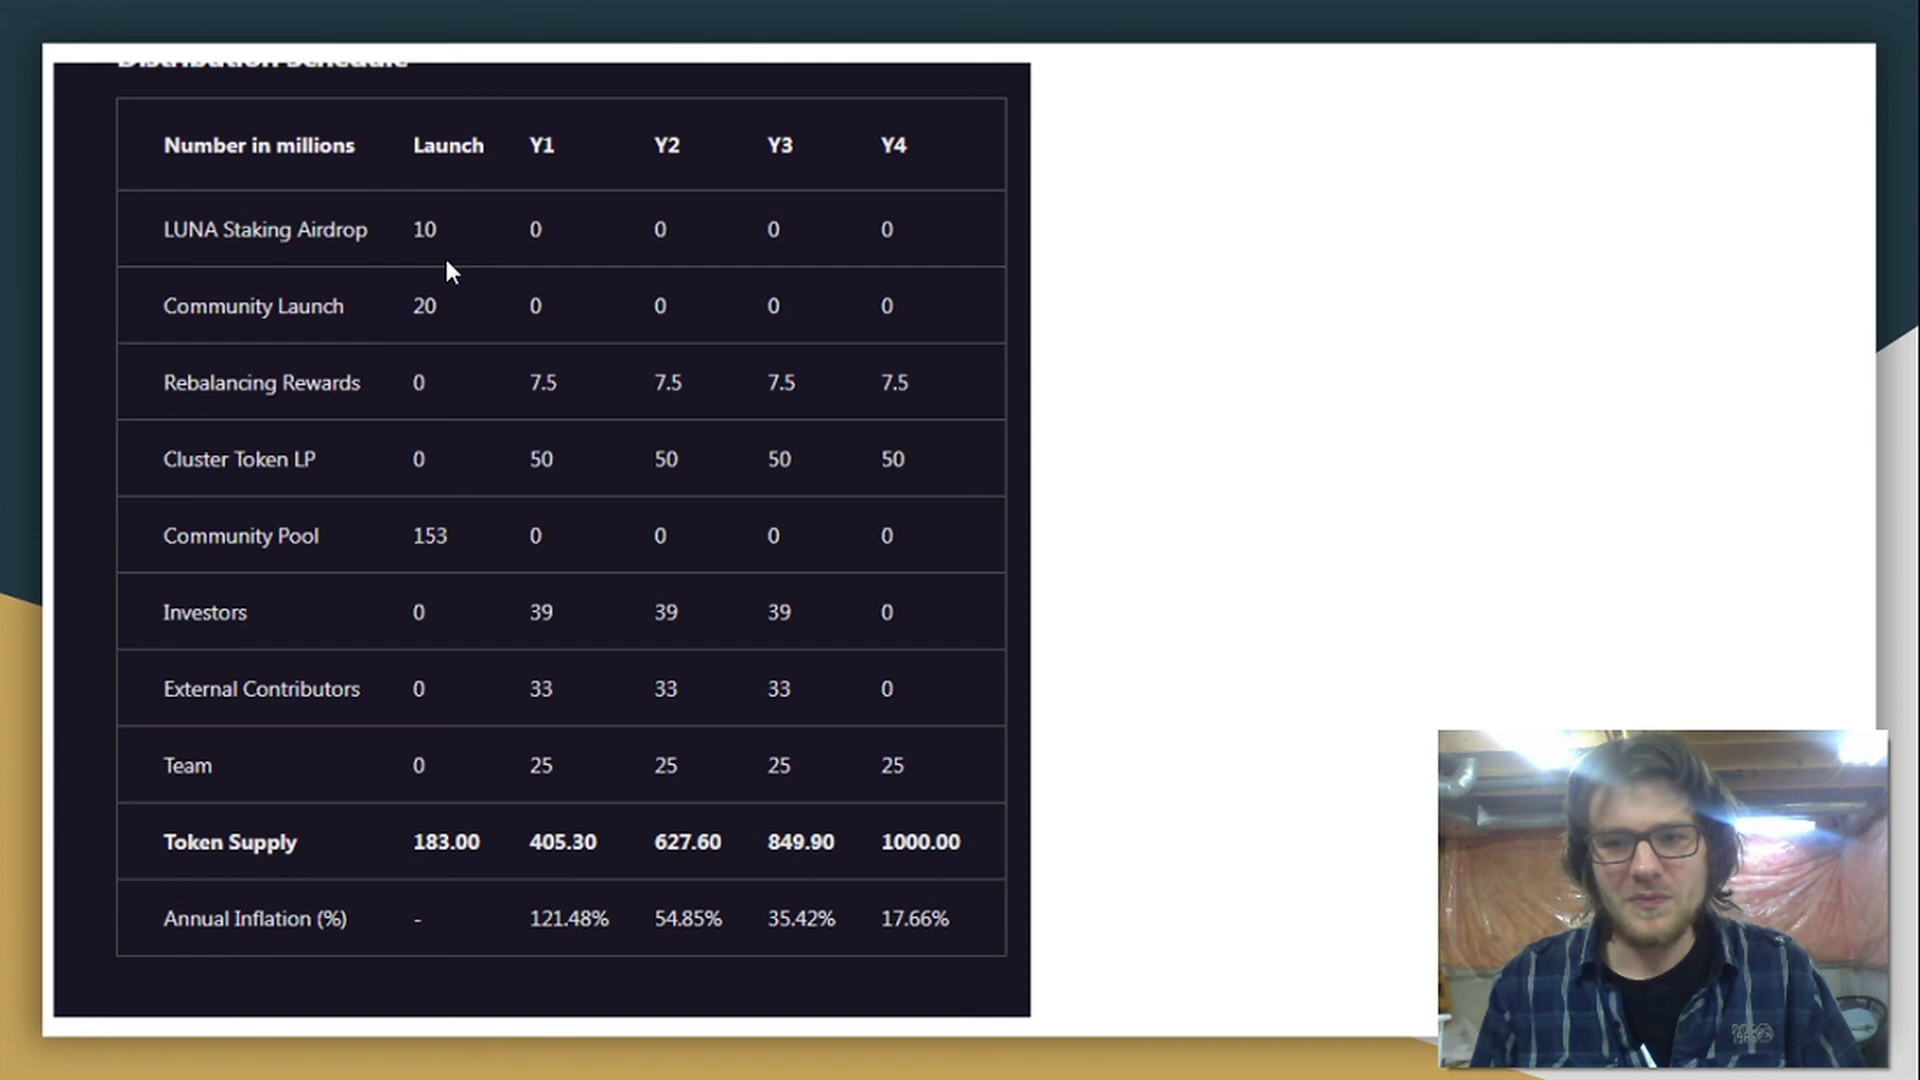 Distribution Schedule
Number in millions Launch Y1 Y2 Y3 Y4
LUNA Staking Airdrop 10 0 0 0 0
Community Launch 20 0 0 0 0
Rebalancing Rewards 0 7.5 7.5 7.5 7.5
Cluster Token LP 0 50 50 50 50
Community Pool 153 0 0 0 0
Investors 0 39 39 39 0
External Contributors 0 33 33 33 0
Team 0 25 25 25 25
Token Supply 183.00 405.30 627.60 849.90 1000.00
Annual Inflation (%) - 121.48% 54.85% 35.42% 17.66%